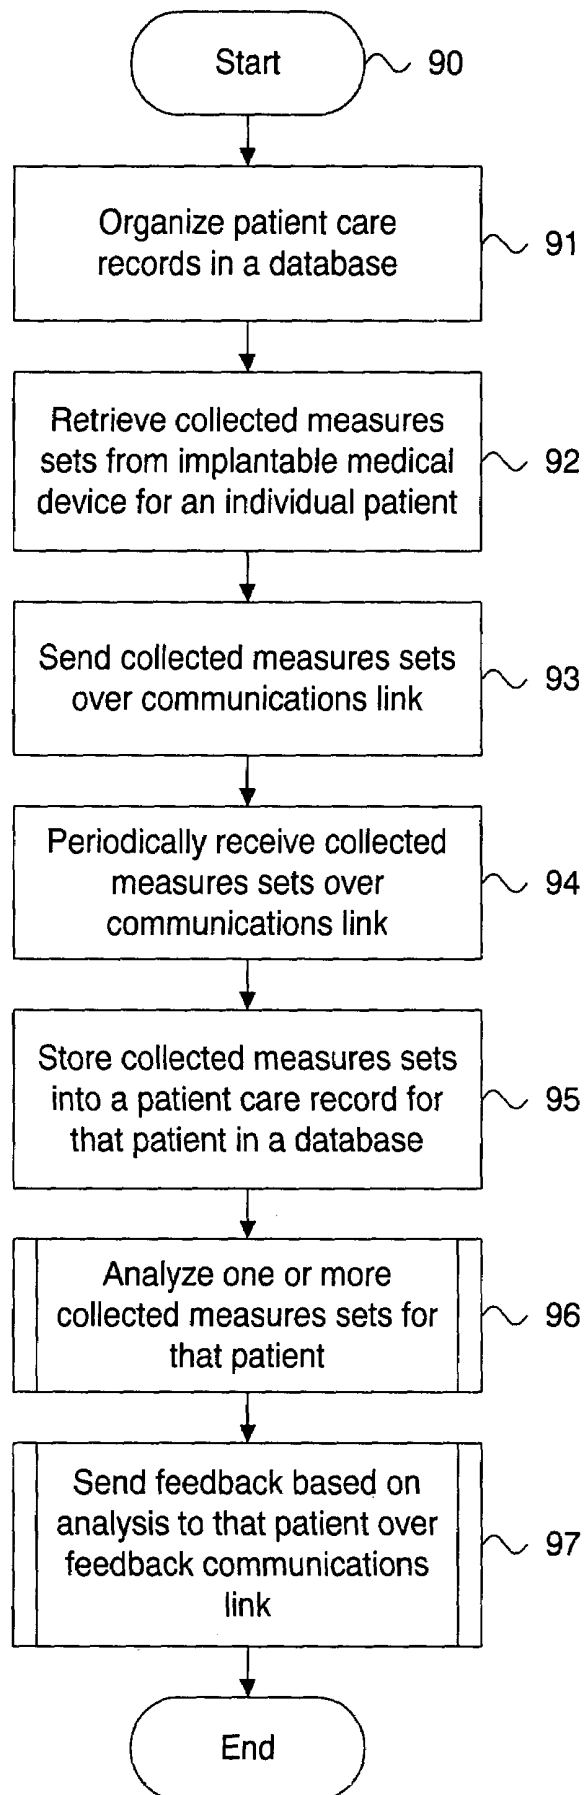 Start
90
Organize patient care
records in a database
91
Retrieve collected measures
sets from implantable medical
device for an individual patient
92
Send collected measures sets
over communications link
93
Periodically receive collected
measures sets over
communications link
94
Store collected measures sets
into a patient care record for
that patient in a database
95
Analyze one or more
collected measures sets for
that patient
96
Send feedback based on
analysis to that patient over
feedback communications
link
97
End